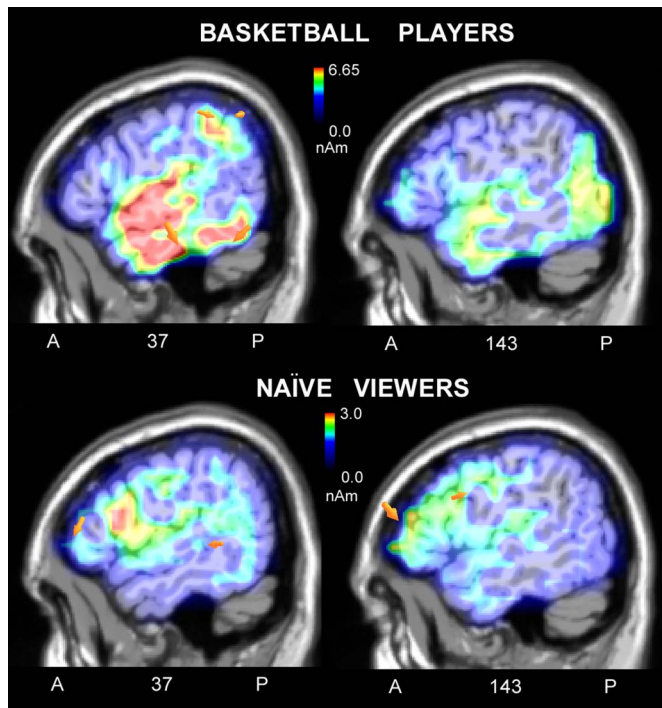 BASKETBALL PLAYERS
6.65
0.0
nAm
A 37 P
A 143 P
NAÏVE VIEWERS
3.0
0.0
nAm
A 37 P
A 143 P